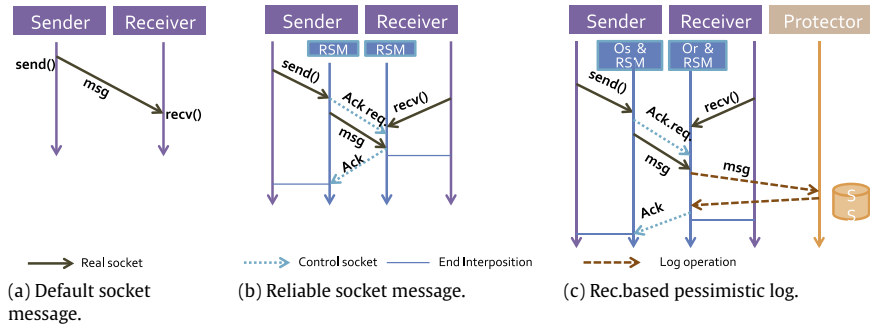 Sender Receiver
send()
msg
recv()
Sender Receiver
RSM RSM
send()
Ack req.
recv()
msg
Ack
Sender Receiver Protector
Os & RSM
Or & RSM
send()
Ack.req.
recv()
msg
msg
Ack
S
S
Real socket
Control socket
End Interposition
Log operation
(a) Default socket
message.
(b) Reliable socket message.
(c) Rec.based pessimistic log.